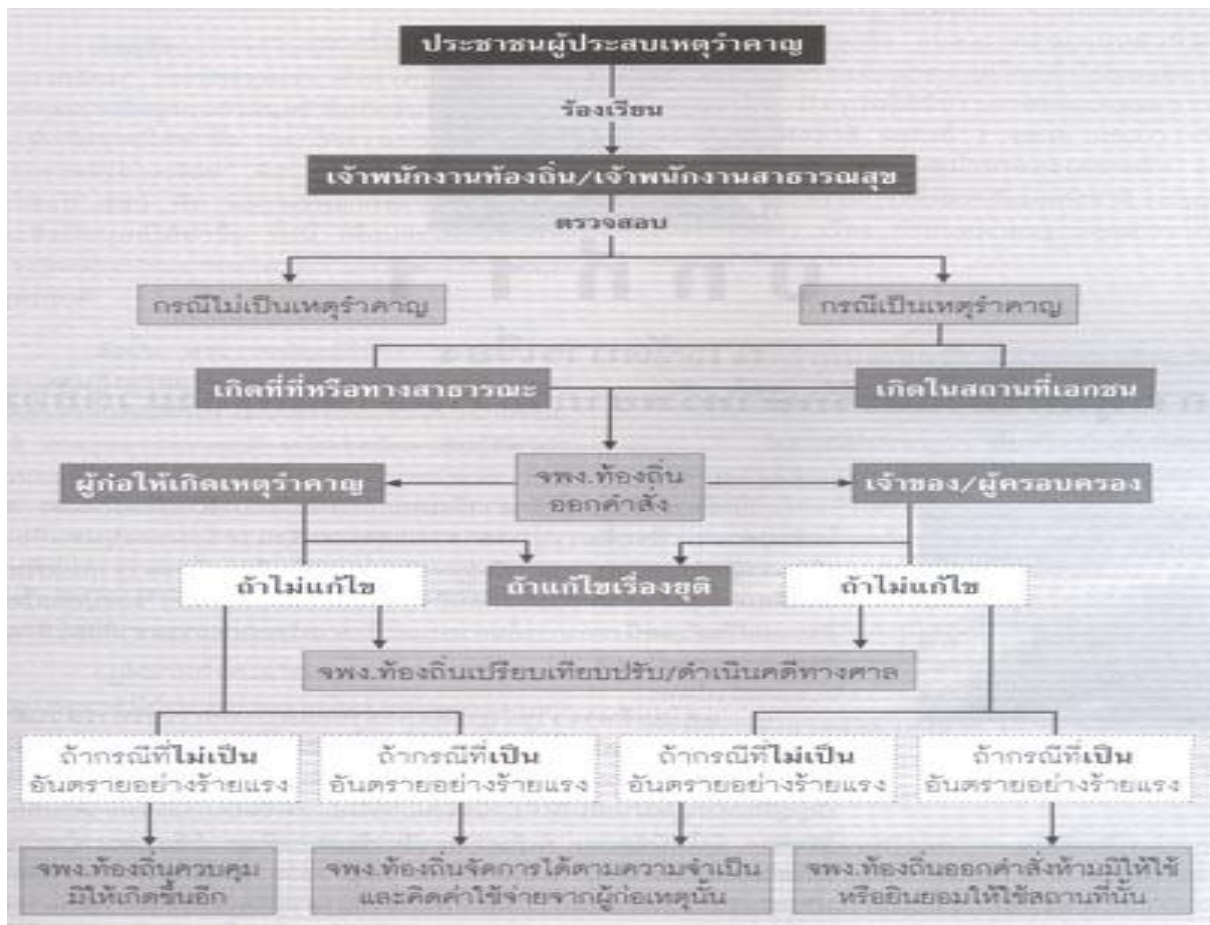 ประชาชนผู้ประสบเหตุรำคาญ
ร้องเรียน
เจ้าพนักงานท้องถิ่น/เจ้าพนักงานสาธารณสุข
ตรวจสอบ
กรณีไม่เป็นเหตุรำคาญ
กรณีเป็นเหตุรำคาญ
เกิดที่ที่หรือทางสาธารณะ
เกิดในสถานที่เอกชน
ผู้ก่อให้เกิดเหตุรำคาญ
จพง.ท้องถิ่น
ออกคำสั่ง
เจ้าของ/ผู้ครอบครอง
ถ้าไม่แก้ไข
ถ้าแก้ไขเรื่องยุติ
ถ้าไม่แก้ไข
จพง.ท้องถิ่นเปรียบเทียบปรับ/ดำเนินคดีทางศาล
ถ้ากรณีที่ไม่เป็น
อันตรายอย่างร้ายแรง
ถ้ากรณีที่เป็น
อันตรายอย่างร้ายแรง
ถ้ากรณีที่ไม่เป็น
อันตรายอย่างร้ายแรง
ถ้ากรณีที่เป็น
อันตรายอย่างร้ายแรง
จพง.ท้องถิ่นควบคุม
มิให้เกิดขึ้นอีก
จพง.ท้องถิ่นจัดการได้ตามความจำเป็น
และคิดค่าใช้จ่ายจากผู้ก่อเหตุนั้น
จพง.ท้องถิ่นออกคำสั่งห้ามมิให้ใช้
หรือยินยอมให้ใช้สถานที่นั้น